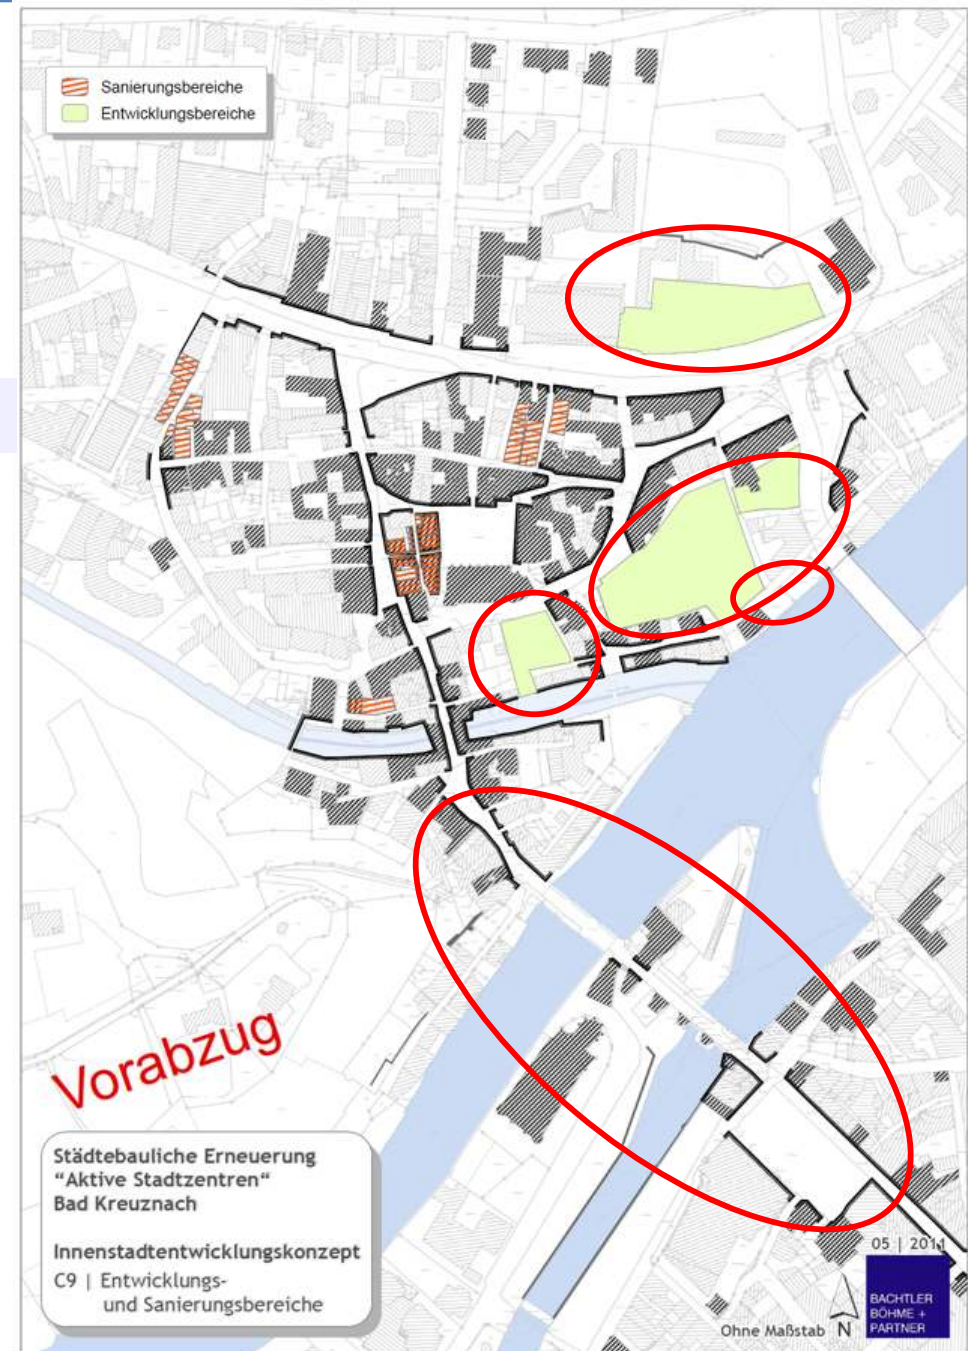 Sanierungsbereiche
Entwicklungsbereiche
Vorabzug
Städtebauliche Erneuerung
“Aktive Stadtzentren“
Bad Kreuznach
Innenstadtentwicklungskonzept
C9 | Entwicklungs-
und Sanierungsbereiche
05 | 2011
Ohne Maßstab N
BACHTLER
BÖHME +
PARTNER